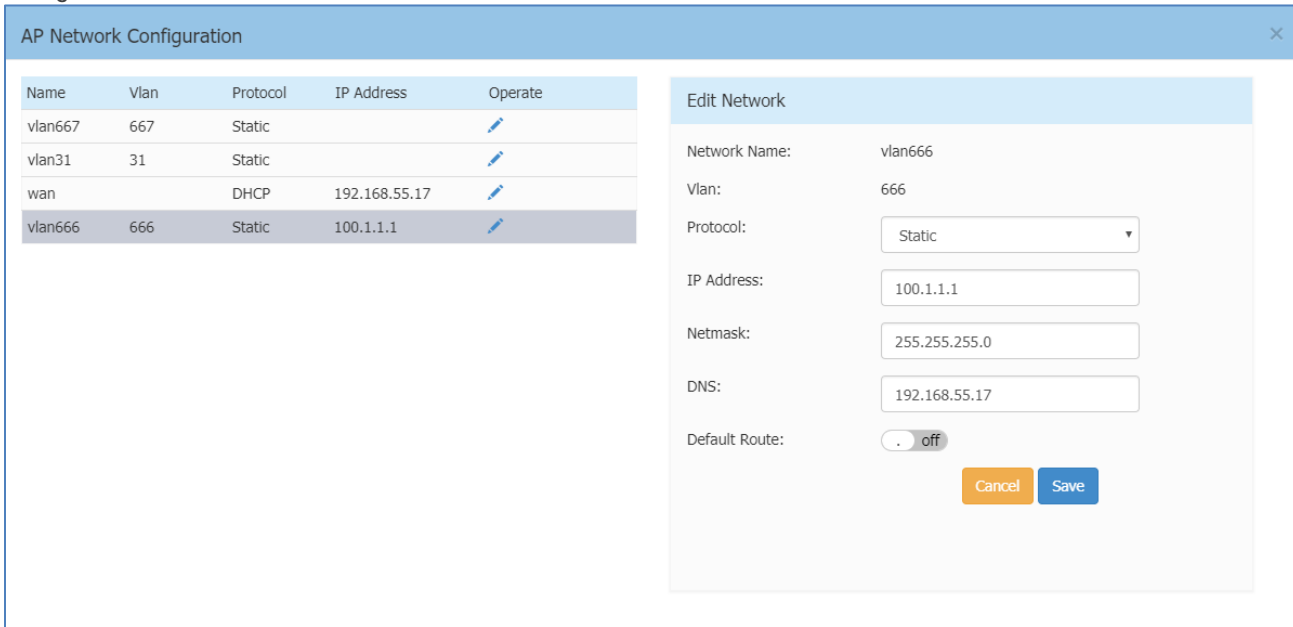 AP Network Configuration ×
Name Vlan Protocol IP Address Operate
vlan667 667 Static
vlan31 31 Static
wan DHCP 192.168.55.17
vlan666 666 Static 100.1.1.1
Edit Network
Network Name: vlan666
Vlan: 666
Protocol: Static
IP Address: 100.1.1.1
Netmask: 255.255.255.0
DNS: 192.168.55.17
Default Route: . off
Cancel Save